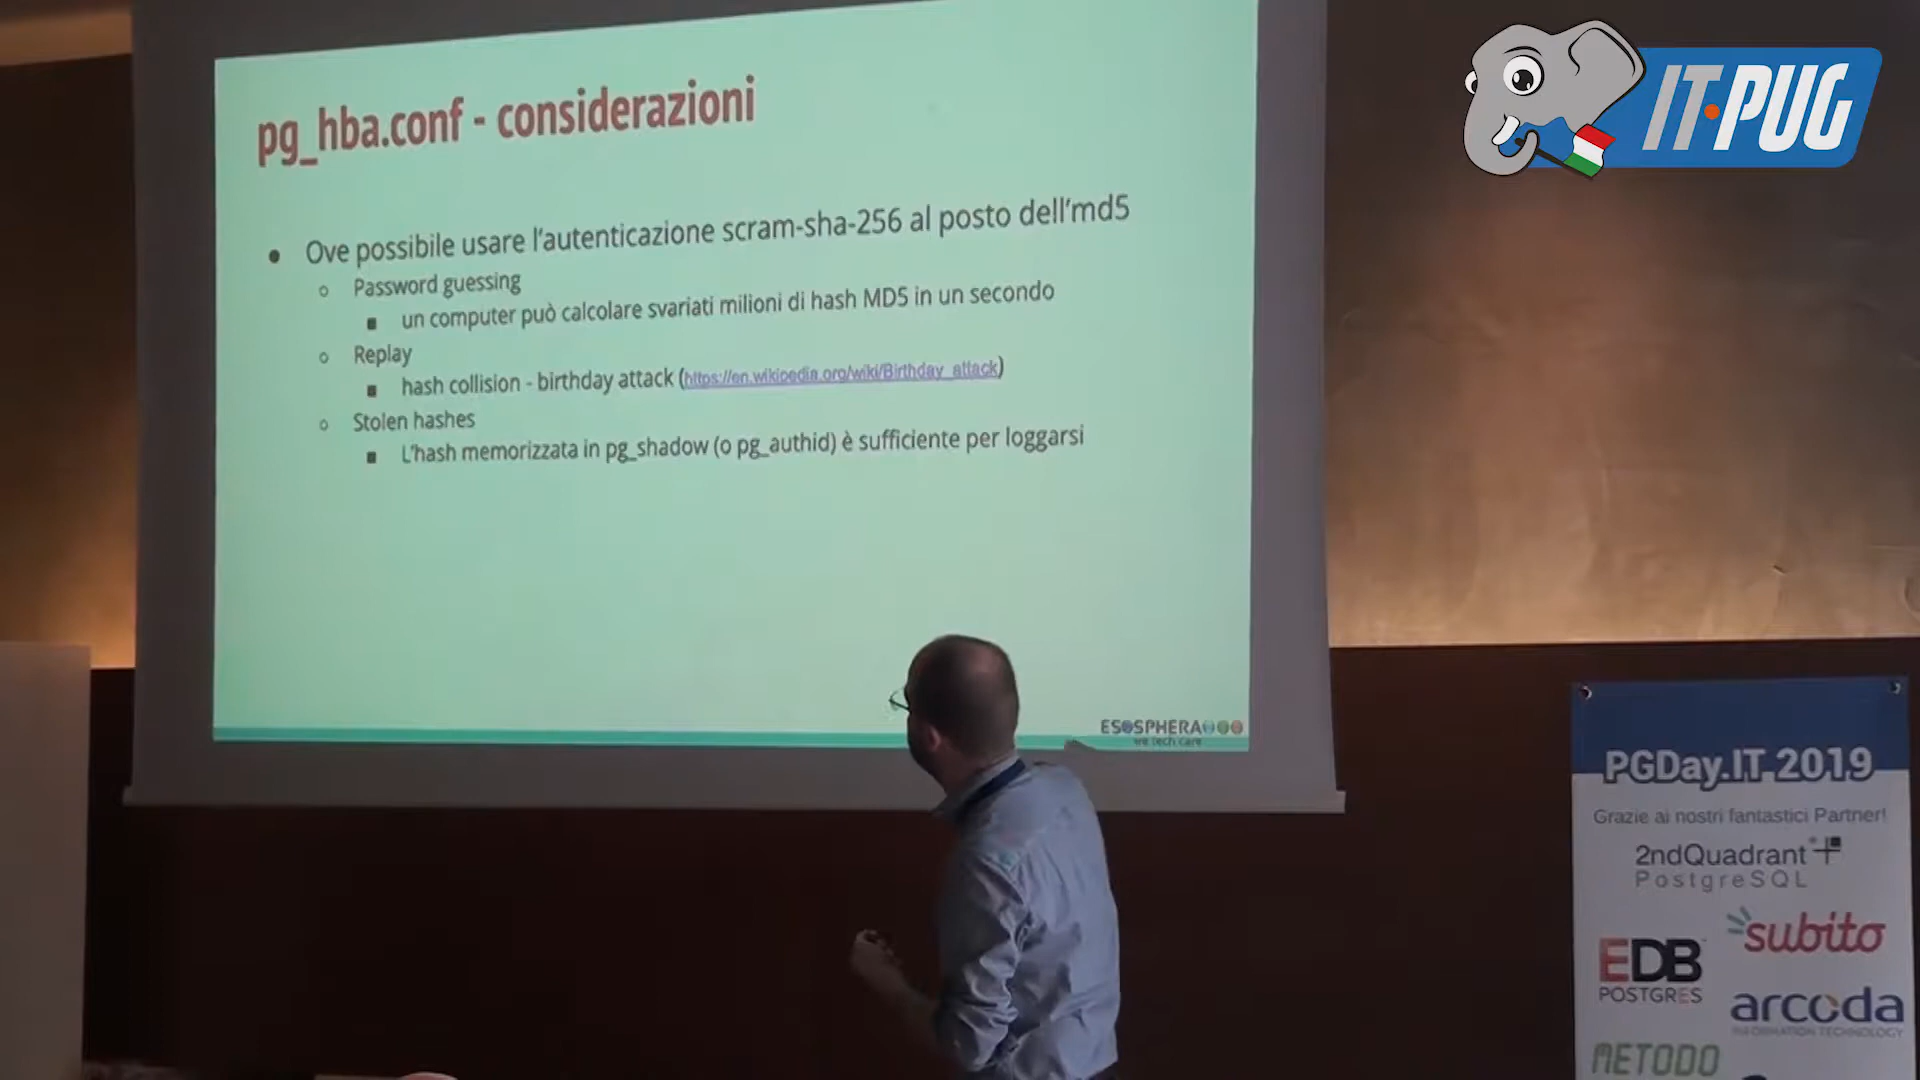 pg_hba.conf - considerazioni
● Ove possibile usare l'autenticazione scram-sha-256 al posto dell'md5
○ Password guessing
■ un computer può calcolare svariati milioni di hash MD5 in un secondo
○ Replay
■ hash collision - birthday attack (https://en.wikipedia.org/wiki/Birthday_attack)
○ Stolen hashes
■ L'hash memorizzata in pg_shadow (o pg_authid) è sufficiente per loggarsi
ESOSPHERA
we tech care
IT·PUG
PGDay.IT 2019
Grazie ai nostri fantastici Partner!
2ndQuadrant
PostgreSQL
subito
EDB
POSTGRES
arcoda
INFORMATION TECHNOLOGY
METODO